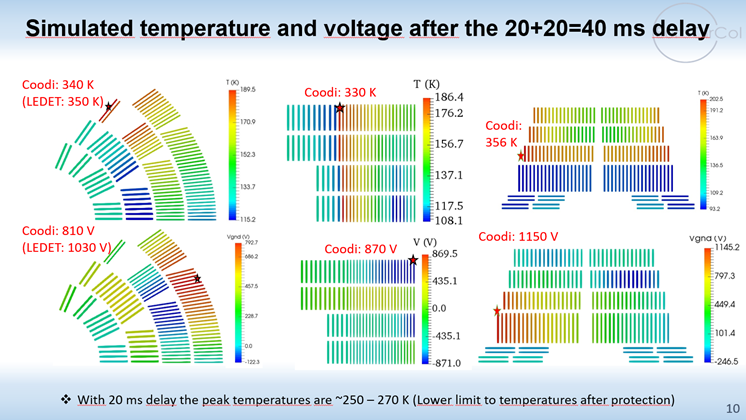 Simulated temperature and voltage after the 20+20=40 ms delay
Coodi: 340 K
(LEDET: 350 K)
T (K)
189.5
170.9
152.3
133.7
115.2
Coodi: 330 K
T (K)
186.4
176.2
156.7
137.1
117.5
108.1
Coodi:
356 K
T (K)
202.5
191.2
163.9
136.5
109.2
93.2
Coodi: 810 V
(LEDET: 1030 V)
Vgnd (V)
792.7
686.2
457.5
228.7
0.0
-122.3
Coodi: 870 V
V (V)
869.5
435.1
0.0
-435.1
-871.0
Coodi: 1150 V
Vgnd (V)
1145.2
797.3
449.4
101.4
-246.5
❖ With 20 ms delay the peak temperatures are ~250 – 270 K (Lower limit to temperatures after protection)
10